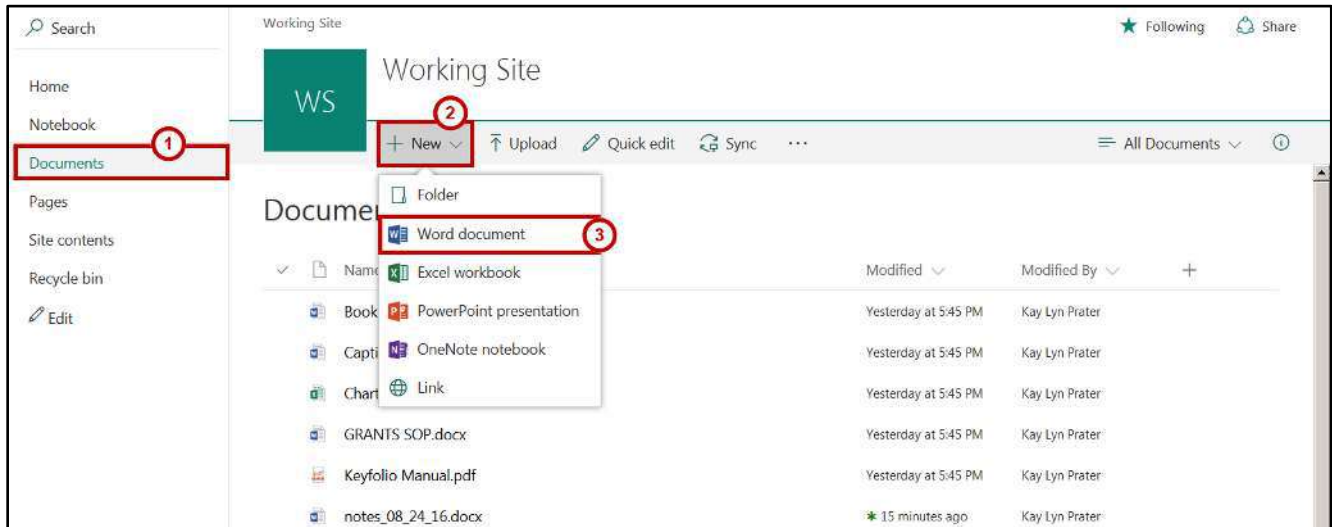 Search
Home
Notebook
1
Documents
Pages
Site contents
Recycle bin
Edit
Working Site
Following
Share
WS
Working Site
2
New
Upload
Quick edit
Sync
...
All Documents
Folder
Docume
Word document
3
Excel workbook
PowerPoint presentation
OneNote notebook
Link
Name Modified Modified By
Book Yesterday at 5:45 PM Kay Lyn Prater
Capti Yesterday at 5:45 PM Kay Lyn Prater
Chart Yesterday at 5:45 PM Kay Lyn Prater
GRANTS SOP.docx Yesterday at 5:45 PM Kay Lyn Prater
Keyfolio Manual.pdf Yesterday at 5:45 PM Kay Lyn Prater
notes_08_24_16.docx 15 minutes ago Kay Lyn Prater